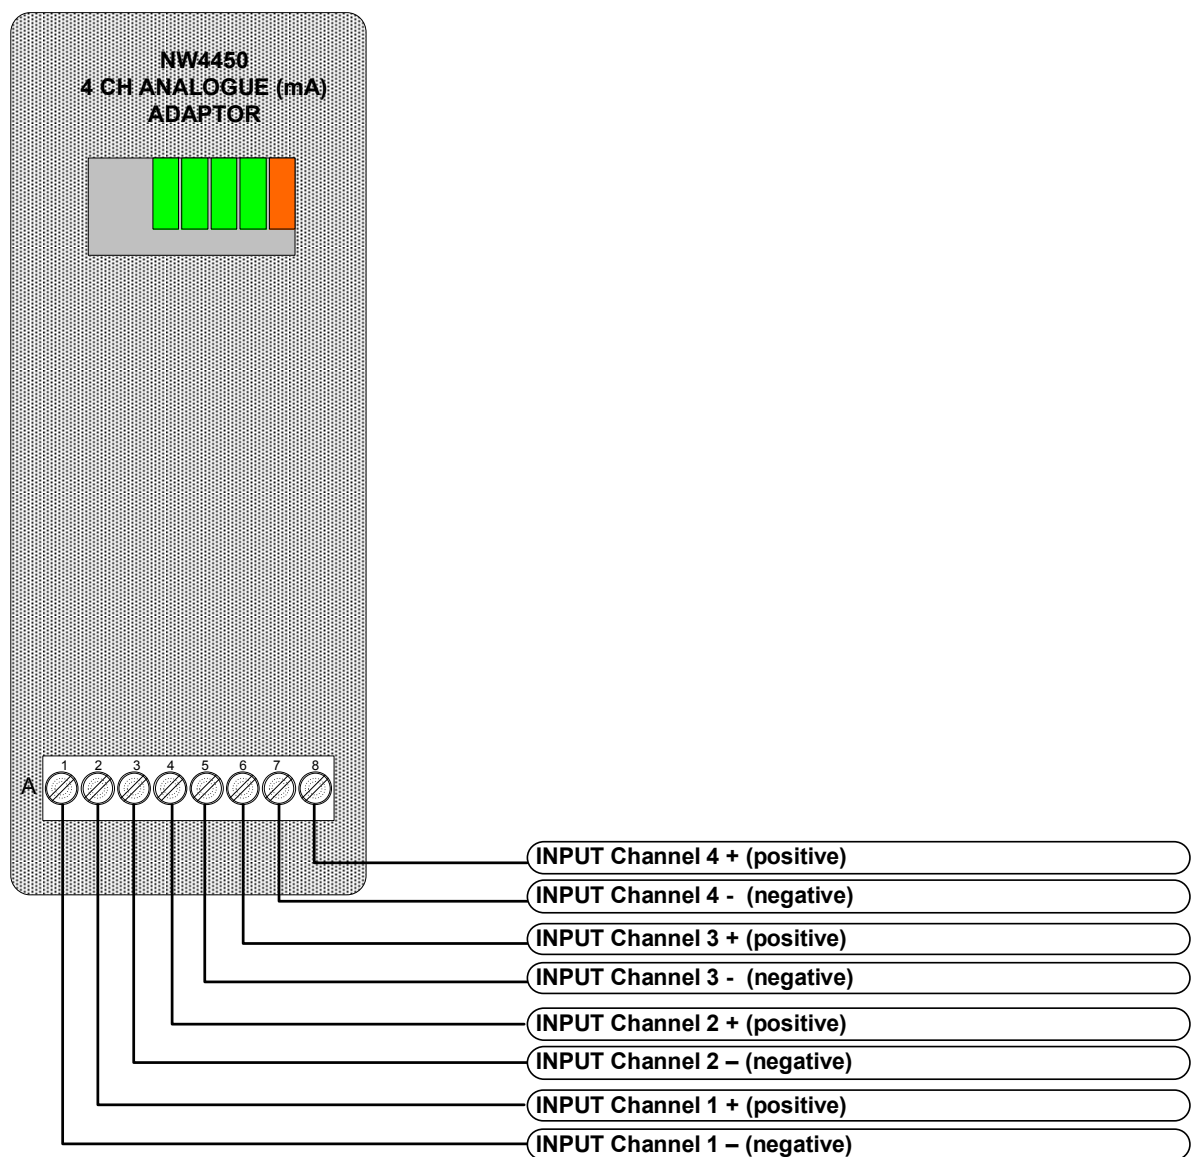 NW4450
4 CH ANALOGUE (mA)
ADAPTOR
A
1 2 3 4 5 6 7 8
INPUT Channel 4 + (positive)
INPUT Channel 4 -  (negative)
INPUT Channel 3 + (positive)
INPUT Channel 3 -  (negative)
INPUT Channel 2 + (positive)
INPUT Channel 2 – (negative)
INPUT Channel 1 + (positive)
INPUT Channel 1 – (negative)